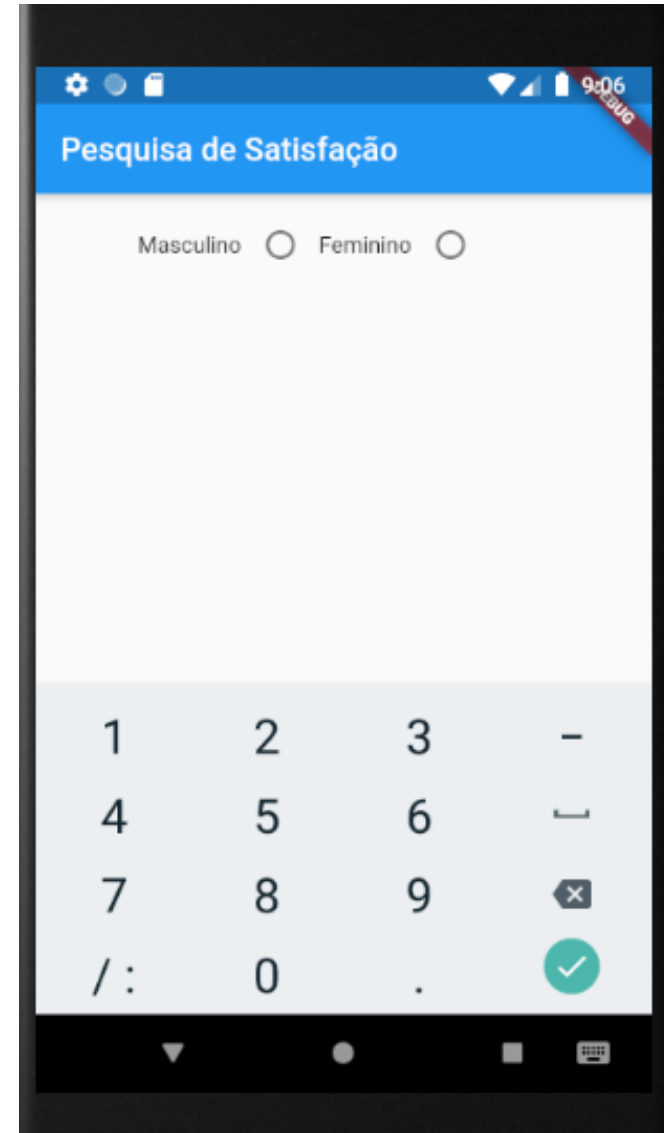 9:06
DEBUG
Pesquisa de Satisfação
Masculino Feminino
1 2 3 -
4 5 6
7 8 9
/ : 0 .